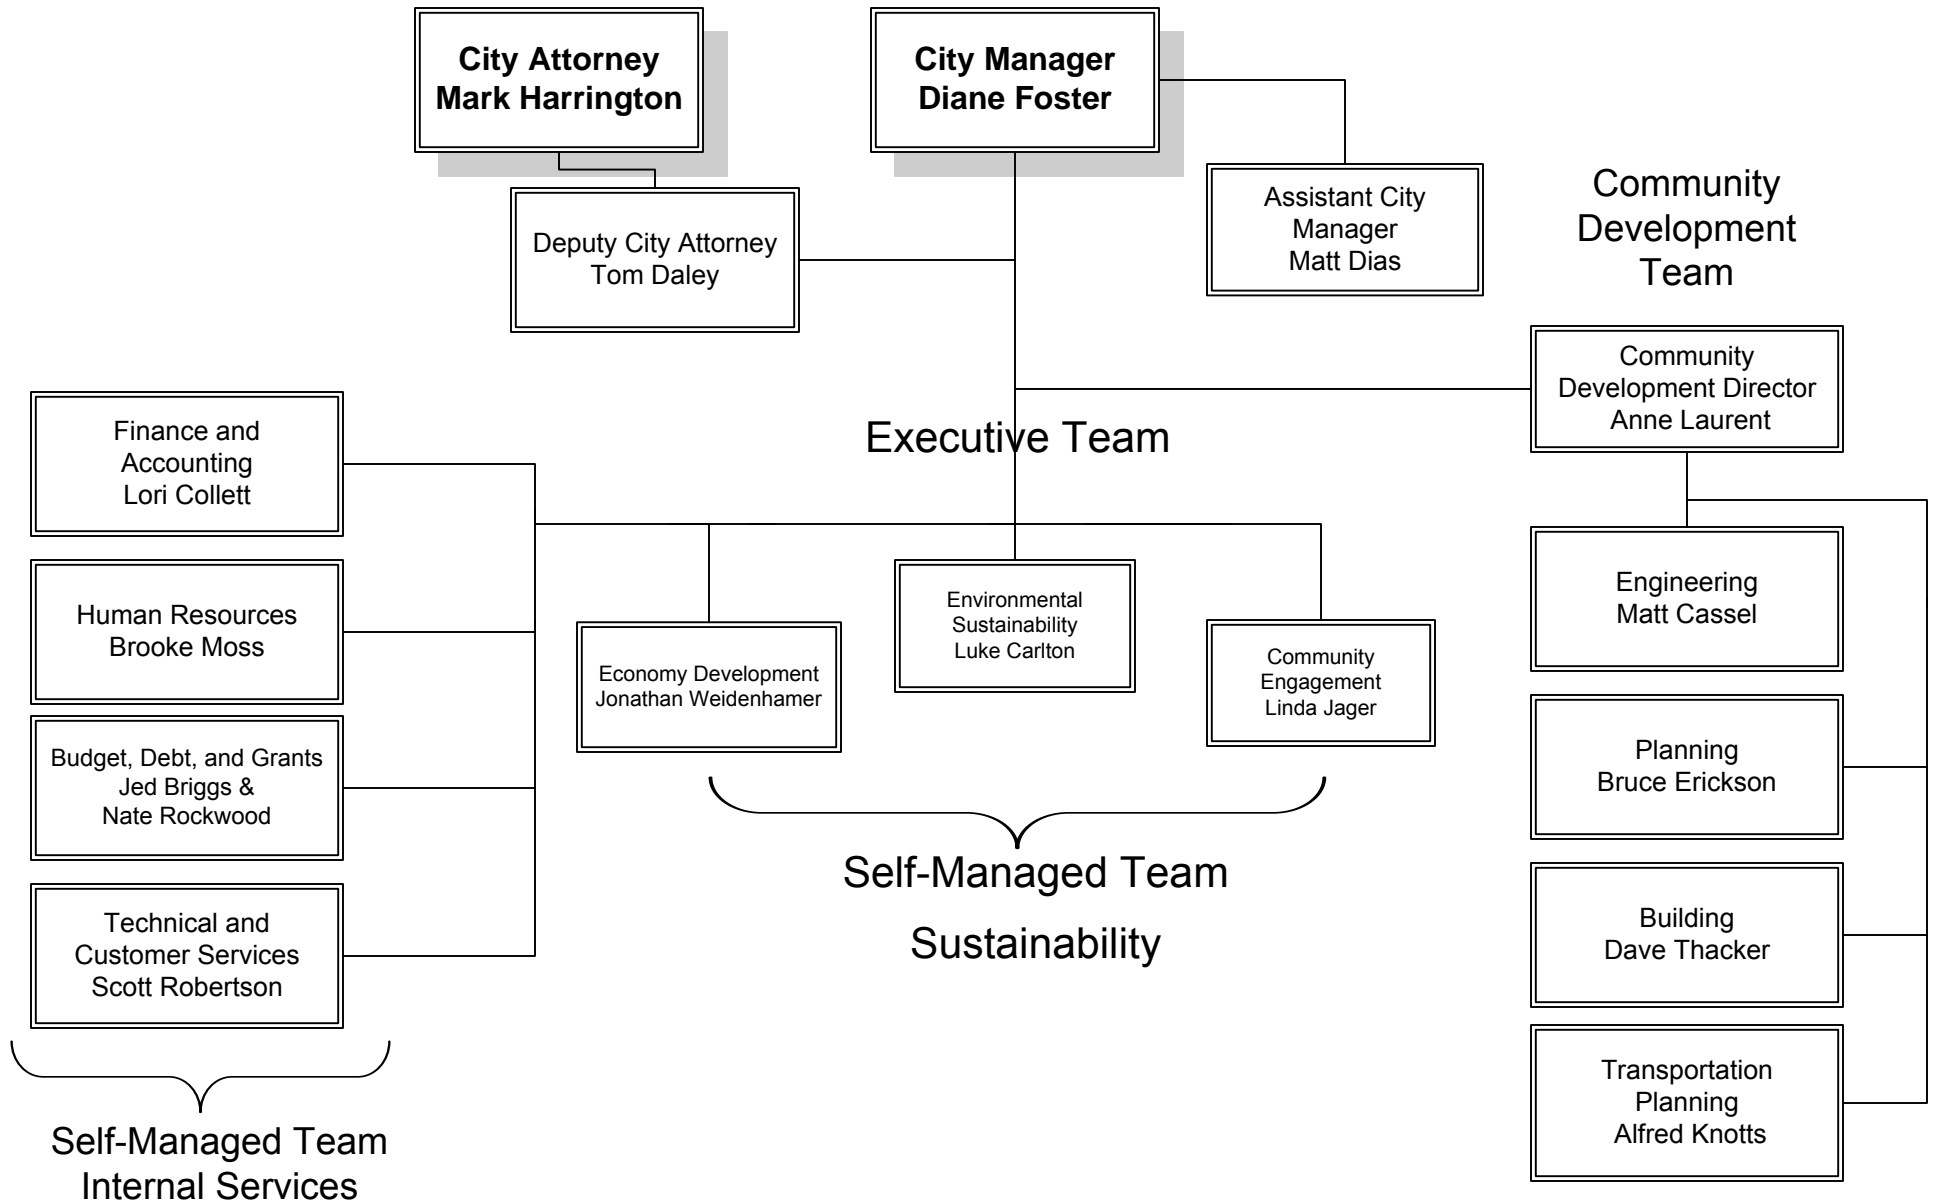 City Attorney
Mark Harrington
City Manager
Diane Foster
Deputy City Attorney
Tom Daley
Assistant City
Manager
Matt Dias
Community
Development
Team
Community
Development Director
Anne Laurent
Executive Team
Finance and
Accounting
Lori Collett
Human Resources
Brooke Moss
Budget, Debt, and Grants
Jed Briggs &
Nate Rockwood
Technical and
Customer Services
Scott Robertson
Self-Managed Team
Internal Services
Economy Development
Jonathan Weidenhamer
Environmental
Sustainability
Luke Carlton
Community
Engagement
Linda Jager
Self-Managed Team
Sustainability
Engineering
Matt Cassel
Planning
Bruce Erickson
Building
Dave Thacker
Transportation
Planning
Alfred Knotts